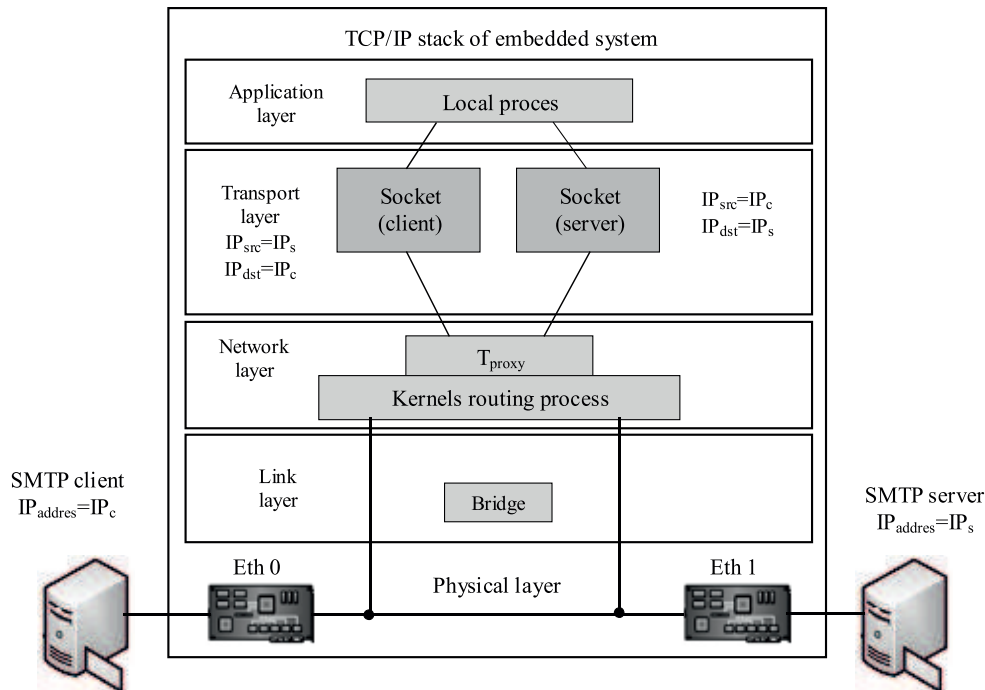 TCP/IP stack of embedded system
Application
layer
Local proces
Transport
layer
IPsrc=IPs
IPdst=IPc
Socket
(client)
Socket
(server)
IPsrc=IPc
IPdst=IPs
Network
layer
Tproxy
Kernels routing process
Link
layer
Bridge
SMTP client
IPaddres=IPc
SMTP server
IPaddres=IPs
Eth 0
Physical layer
Eth 1